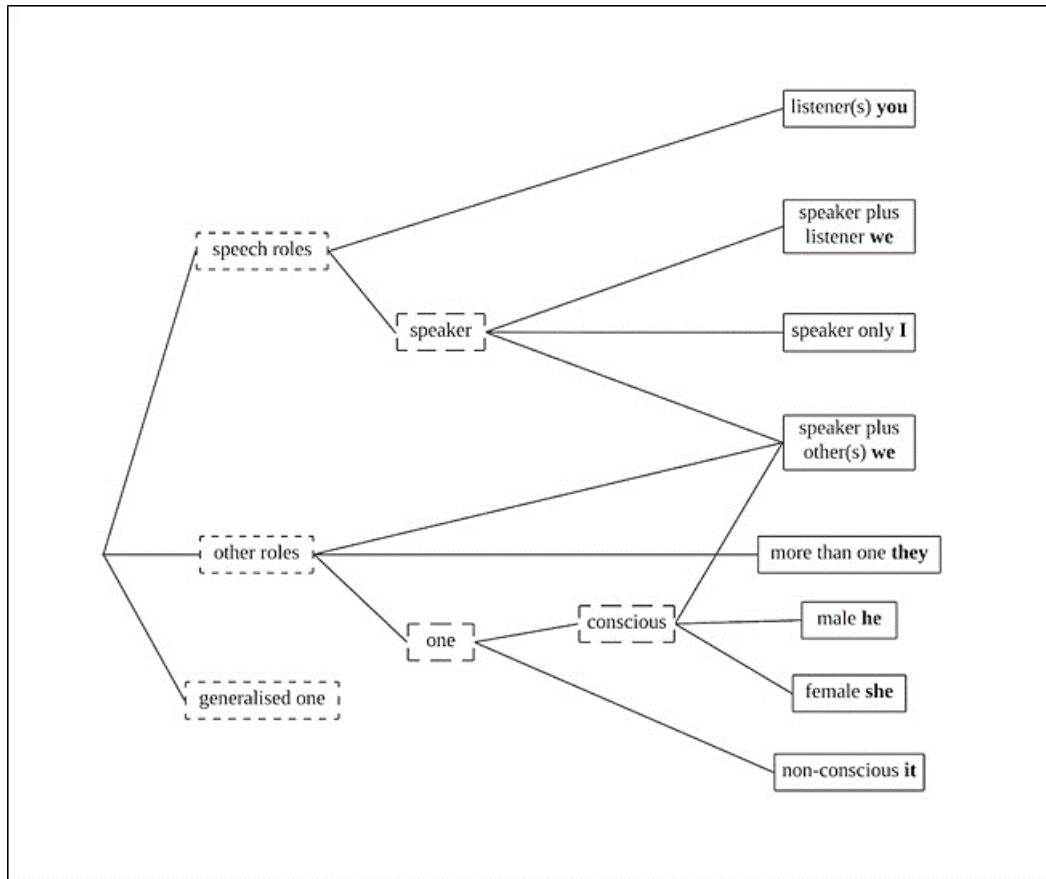 listener(s) you
speaker plus
listener we
speech roles
speaker
speaker only I
speaker plus
other(s) we
other roles
more than one they
one
conscious
male he
generalised one
female she
non-conscious it